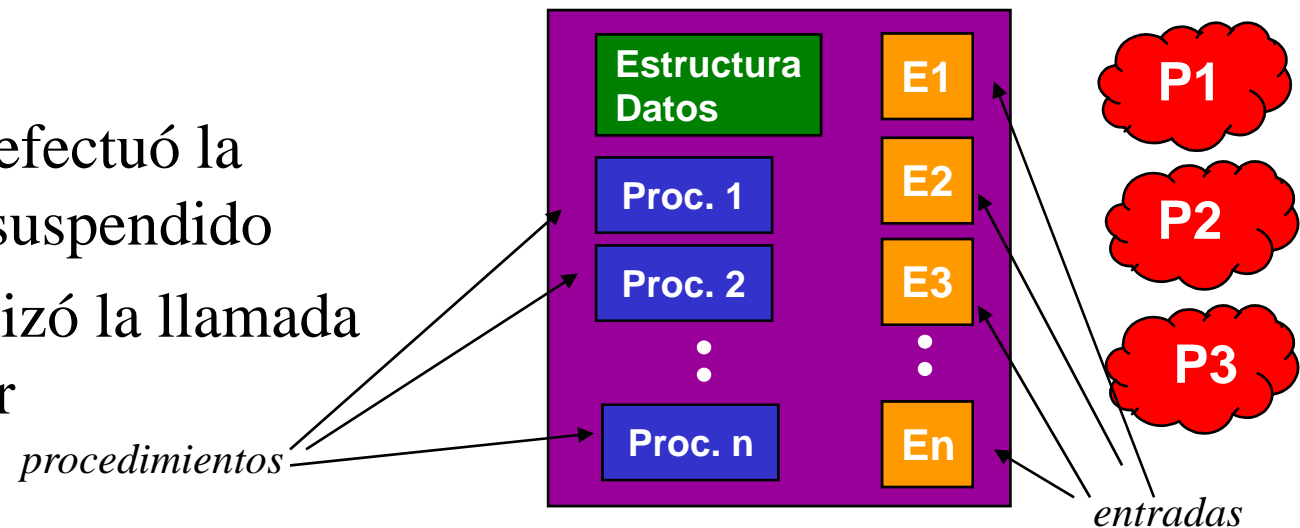 efectuó la
suspendido
izó la llamada
r
procedimientos
Estructura
Datos
Proc. 1
Proc. 2
Proc. n
E1
E2
E3
En
P1
P2
P3
entradas